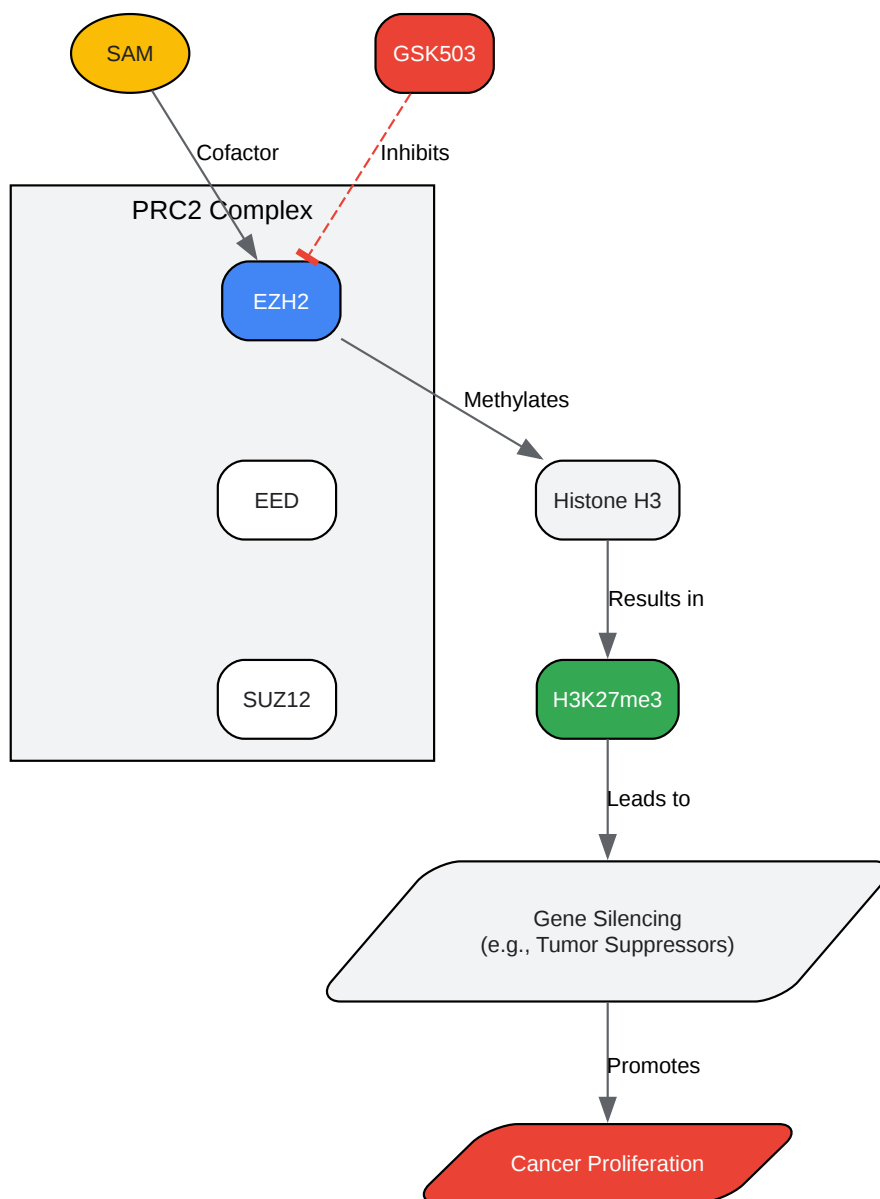 SAM
GSK503
Cofactor
Inhibits
PRC2 Complex
EZH2
Methylates
EED
Histone H3
Results in
SUZ12
H3K27me3
Leads to
Gene Silencing
(e.g., Tumor Suppressors)
Promotes
Cancer Proliferation